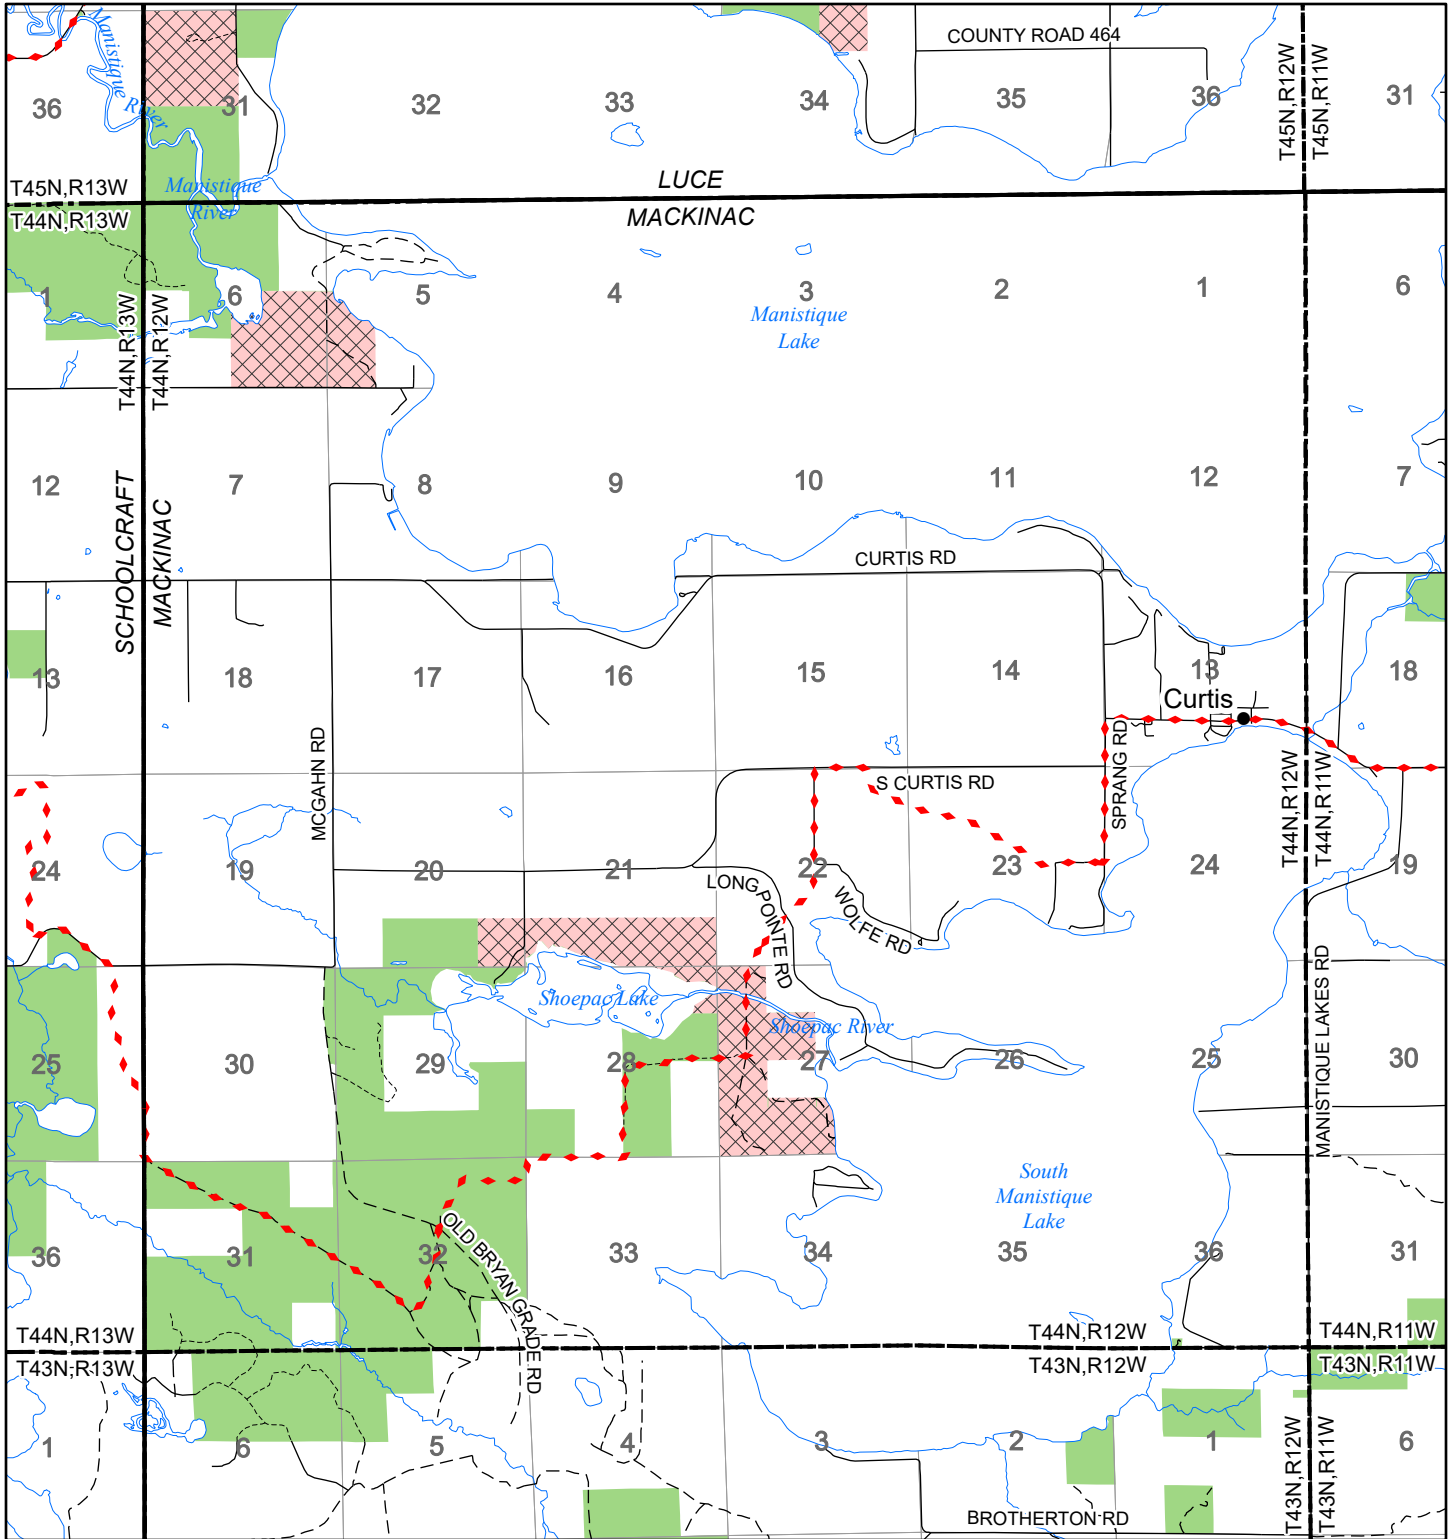 COUNTY ROAD 464
Manistique
River
36
31
32
33
34
35
36
31
T45N,R12W
T45N,R11W
T45N,R13W
T44N,R13W
Manistique
River
LUCE
MACKINAC
1
6
5
4
3
2
1
6
Manistique
Lake
T44N,R13W
T44N,R12W
12
7
8
9
10
11
12
7
SCHOOLCRAFT
MACKINAC
CURTIS RD
13
18
17
16
15
14
13
18
Curtis
MCGAHN RD
SPRANG RD
S CURTIS RD
T44N,R12W
T44N,R11W
24
19
20
21
22
23
24
19
LONG POINTE RD
WOLFE RD
MANISTIQUE LAKES RD
Shoepac Lake
Shoepac River
25
30
29
28
27
26
25
30
South
Manistique
Lake
36
31
32
33
34
35
36
31
OLD BRYAN GRADE RD
T44N,R13W
T43N,R13W
T44N,R12W
T43N,R12W
T44N,R11W
T43N,R11W
1
6
5
4
3
2
1
6
T43N,R12W
T43N,R11W
BROTHERTON RD